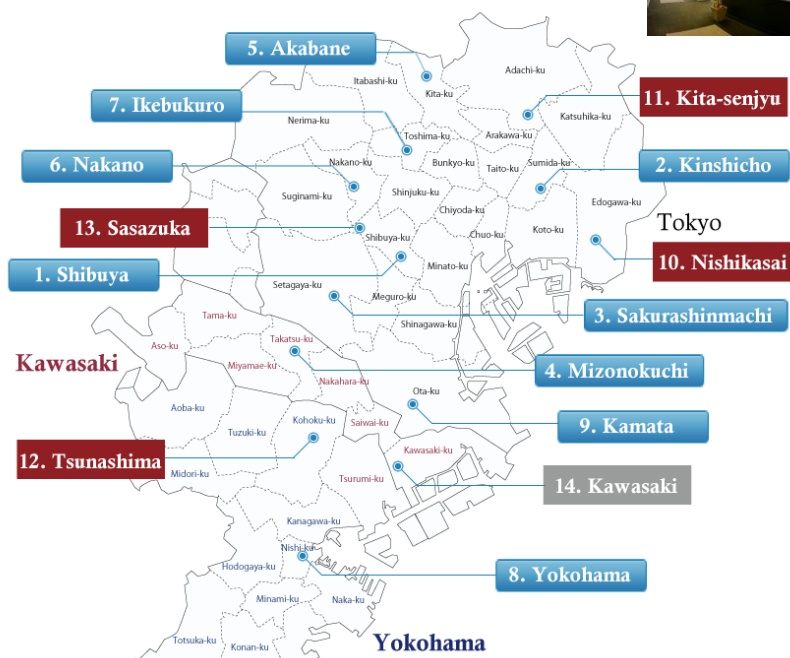 5. Akabane
Adachi-ku
Itabashi-ku
Kita-ku
11. Kita-senjyu
7. Ikebukuro
Katsuhika-ku
Nerima-ku
Arakawa-ku
Toshima-ku
6. Nakano
Nakano-ku
Bunkyo-ku
Taito-ku
Sumida-ku
2. Kinshicho
Suginami-ku
Shinjuku-ku
Edogawa-ku
Chiyoda-ku
13. Sasazuka
Tokyo
Shibuya-ku
Chuo-ku
Koto-ku
10. Nishikasai
1. Shibuya
Minato-ku
Setagaya-ku
Meguro-ku
Tama-ku
Shinagawa-ku
3. Sakurashinmachi
Aso-ku
Takatsu-ku
Kawasaki
Miyamae-ku
4. Mizonokuchi
Nakahara-ku
Ota-ku
Aoba-ku
Kohoku-ku
Saiwai-ku
9. Kamata
Tuzuki-ku
Kawasaki-ku
12. Tsunashima
Midori-ku
Tsurumi-ku
14. Kawasaki
Kanagawa-ku
Nishi-ku
Hodogaya-ku
8. Yokohama
Minami-ku
Naka-ku
Totsuka-ku
Konan-ku
Yokohama